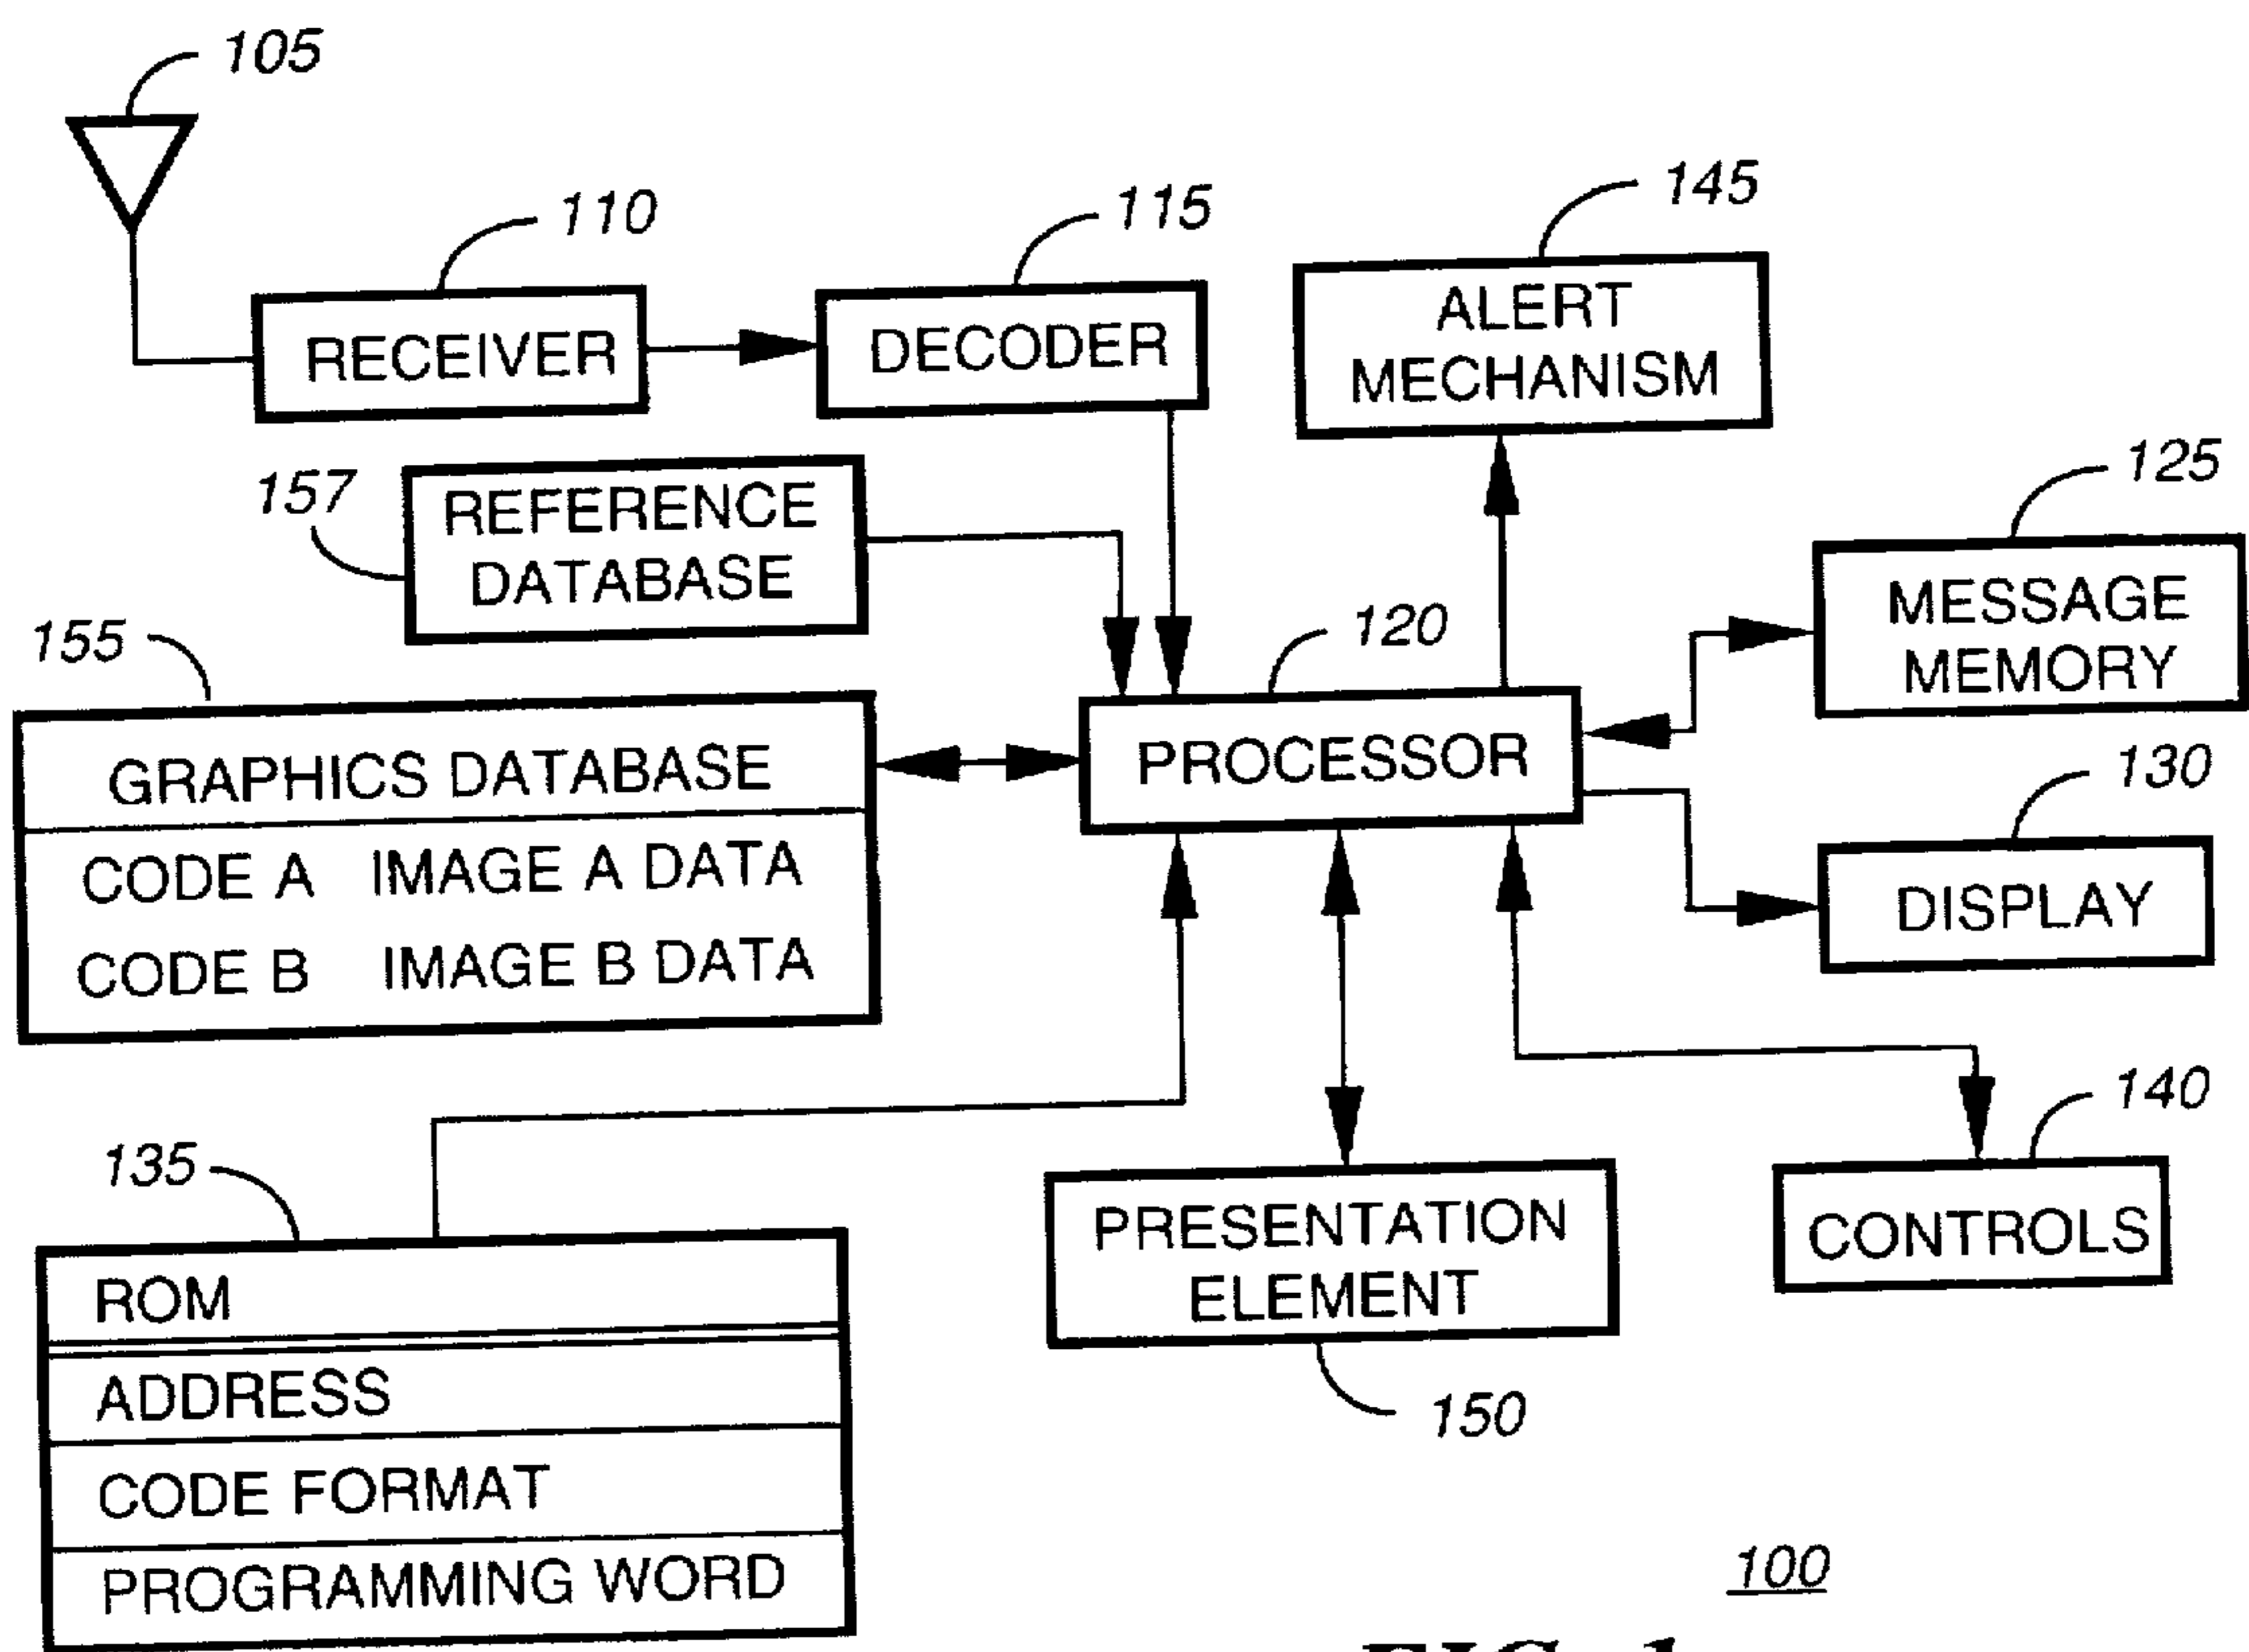 105
110
RECEIVER
115
DECODER
145
ALERT
MECHANISM
157
REFERENCE
DATABASE
125
MESSAGE
MEMORY
155
GRAPHICS DATABASE
CODE A IMAGE A DATA
CODE B IMAGE B DATA
120
PROCESSOR
130
DISPLAY
135
ROM
ADDRESS
CODE FORMAT
PROGRAMMING WORD
PRESENTATION
ELEMENT
150
140
CONTROLS
100